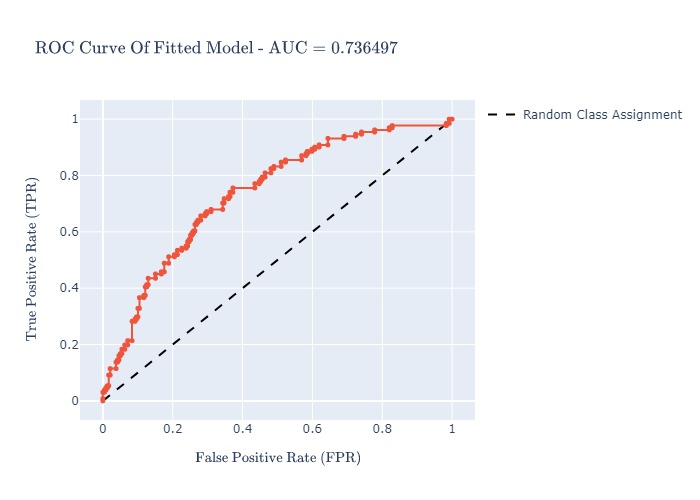 ROC Curve Of Fitted Model - AUC = 0.736497
Random Class Assignment
True Positive Rate (TPR)
1
0.8
0.6
0.4
0.2
0
0 0.2 0.4 0.6 0.8 1
False Positive Rate (FPR)